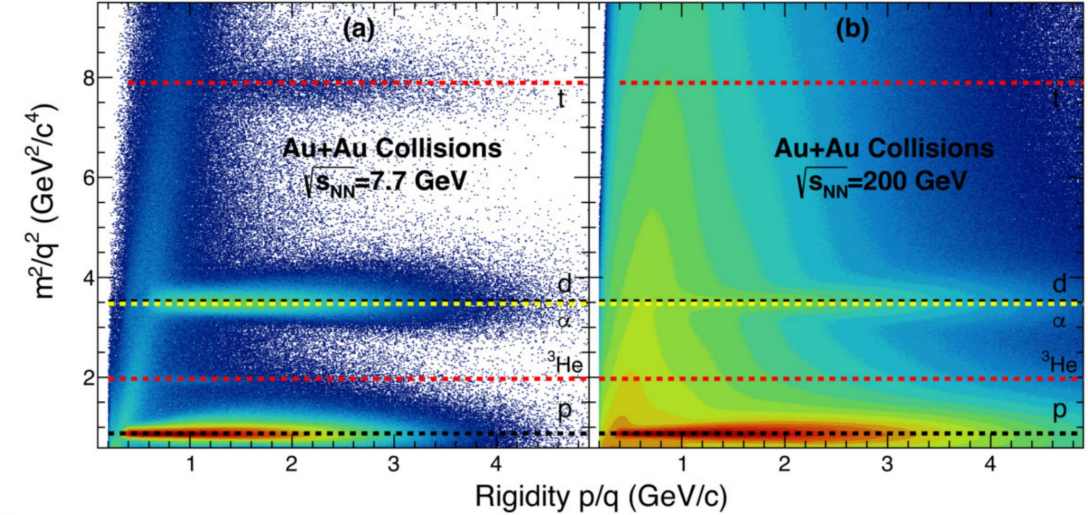 (a)
(b)
8
6
4
2
m²/q² (GeV²/c⁴)
t
Au+Au Collisions
√sNN=7.7 GeV
d
α
³He
p
t
Au+Au Collisions
√sNN=200 GeV
d
α
³He
p
1 2 3 4
1 2 3 4
Rigidity p/q (GeV/c)